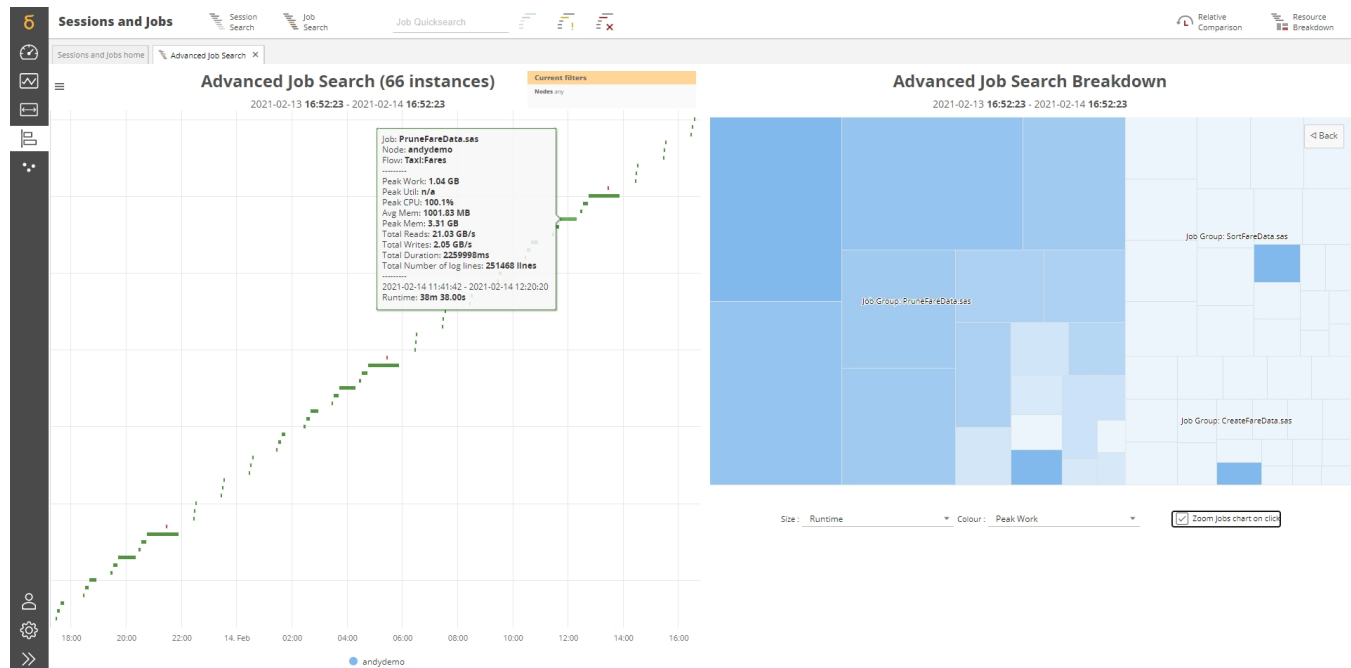 Sessions and Jobs
Session
Search
Job
Search
Job Quicksearch
Relative
Comparison
Resource
Breakdown
Sessions and Jobs home
Advanced Job Search ×
Advanced Job Search (66 instances)
2021-02-13 16:52:23 - 2021-02-14 16:52:23
Current filters
Nodes any
Job: PruneFareData.sas
Node: andydemo
Flow: Taxi:Fares
----------
Peak Work: 1.04 GB
Peak Util: n/a
Peak CPU: 100.1%
Avg Mem: 1001.83 MB
Peak Mem: 3.31 GB
Total Reads: 21.03 GB/s
Total Writes: 2.05 GB/s
Total Duration: 2259998ms
Total Number of log lines: 251468 lines
----------
2021-02-14 11:41:42 - 2021-02-14 12:20:20
Runtime: 38m 38.00s
18:00 20:00 22:00 14. Feb 02:00 04:00 06:00 08:00 10:00 12:00 14:00 16:00
andydemo
Advanced Job Search Breakdown
2021-02-13 16:52:23 - 2021-02-14 16:52:23
Back
Job Group: SortFareData.sas
Job Group: PruneFareData.sas
Job Group: CreateFareData.sas
Size : Runtime Colour : Peak Work Zoom jobs chart on click